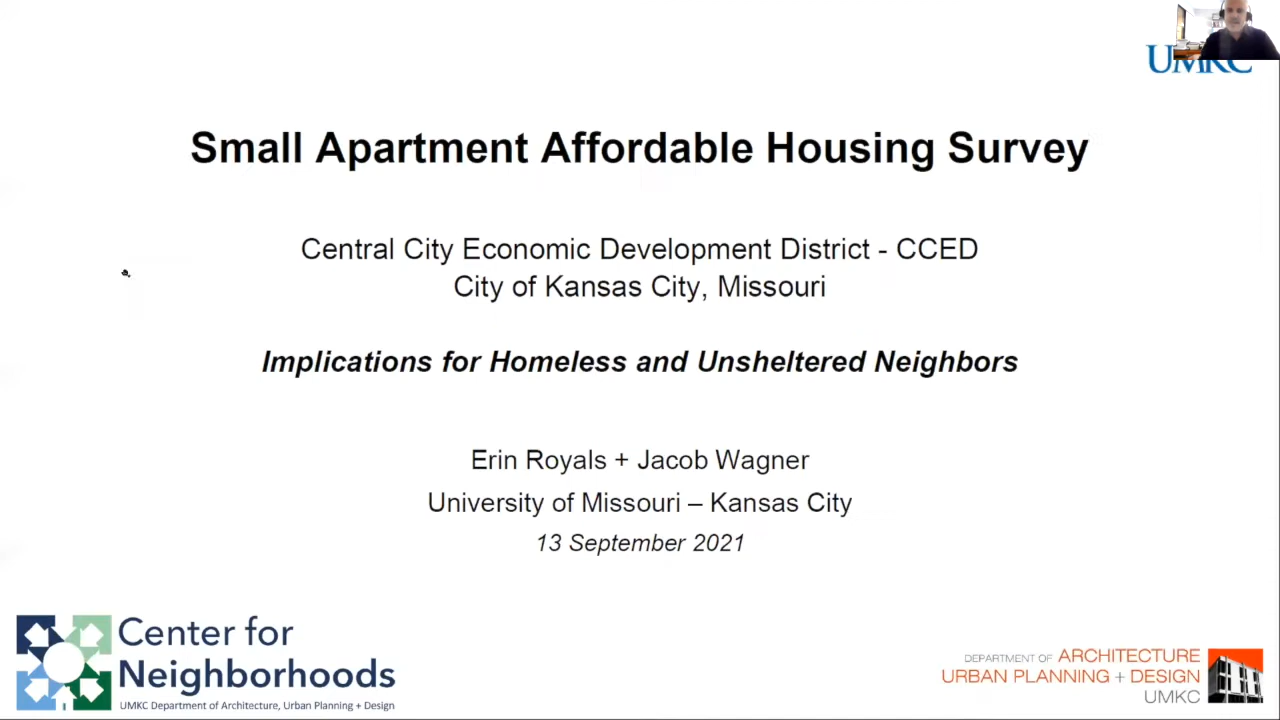 UMKC
Small Apartment Affordable Housing Survey
Central City Economic Development District - CCED
City of Kansas City, Missouri
Implications for Homeless and Unsheltered Neighbors
Erin Royals + Jacob Wagner
University of Missouri – Kansas City
13 September 2021
Center for
Neighborhoods
UMKC Department of Architecture, Urban Planning + Design
DEPARTMENT OF ARCHITECTURE
URBAN PLANNING + DESIGN
UMKC